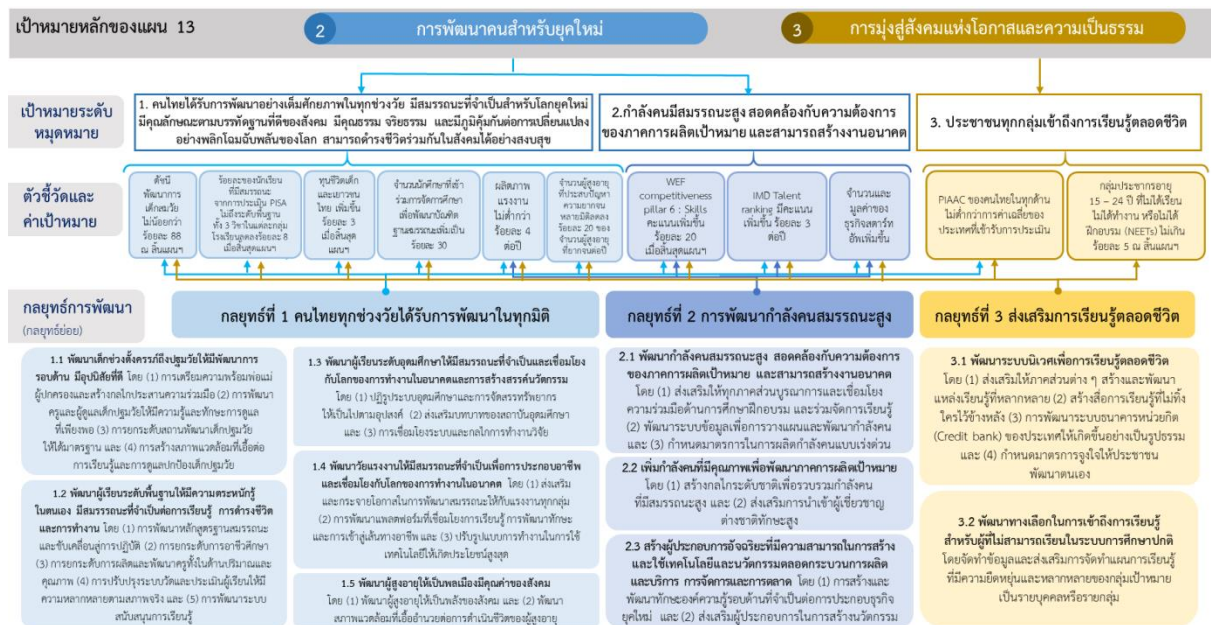 เป้าหมายหลักของแผน 13
2
การพัฒนาคนสำหรับยุคใหม่
3
การมุ่งสู่สังคมแห่งโอกาสและความเป็นธรรม
เป้าหมายระดับ
หมุดหมาย
1. คนไทยได้รับการพัฒนาอย่างเต็มศักยภาพในทุกช่วงวัย มีสมรรถนะที่จำเป็นสำหรับโลกยุคใหม่
มีคุณลักษณะตามบรรทัดฐานที่ดีของสังคม มีคุณธรรม จริยธรรม และมีภูมิคุ้มกันต่อการเปลี่ยนแปลง
อย่างพลิกโฉมฉับพลันของโลก สามารถดำรงชีวิตร่วมกันในสังคมได้อย่างสงบสุข
2.กำลังคนมีสมรรถนะสูง สอดคล้องกับความต้องการ
ของภาคการผลิตเป้าหมาย และสามารถสร้างงานอนาคต
3. ประชาชนทุกกลุ่มเข้าถึงการเรียนรู้ตลอดชีวิต
ตัวชี้วัดและ
ค่าเป้าหมาย
ดัชนี
พัฒนาการ
เด็กสมวัย
ไม่น้อยกว่า
ร้อยละ 88
ณ สิ้นแผนฯ
ร้อยละของนักเรียน
ที่มีสมรรถนะ
จากการประเมิน PISA
ไม่ถึงระดับพื้นฐาน
ทั้ง 3 วิชาในแต่ละกลุ่ม
โรงเรียนลดลงร้อยละ 8
เมื่อสิ้นสุดแผนฯ
ทุนชีวิตเด็ก
และเยาวชน
ไทย เพิ่มขึ้น
ร้อยละ 3
เมื่อสิ้นสุด
แผนฯ
จำนวนนักศึกษาที่เข้า
ร่วมการจัดการศึกษา
เพื่อพัฒนาบัณฑิต
ฐานสมรรถนะเพิ่มเป็น
ร้อยละ 30
ผลิตภาพ
แรงงาน
ไม่ต่ำกว่า
ร้อยละ 4
ต่อปี
จำนวนผู้สูงอายุ
ที่ประสบปัญหา
ความยากจน
หลายมิติลดลง
ร้อยละ 20 ของ
จำนวนผู้สูงอายุ
ที่ยากจนต่อปี
WEF
competitiveness
pillar 6 : Skills
คะแนนเพิ่มขึ้น
ร้อยละ 20
เมื่อสิ้นสุดแผนฯ
IMD Talent
ranking มีคะแนน
เพิ่มขึ้น ร้อยละ 3
ต่อปี
จำนวนและ
มูลค่าของ
ธุรกิจสตาร์ท
อัพเพิ่มขึ้น
PIAAC ของคนไทยในทุกด้าน
ไม่ต่ำกว่าการค่าเฉลี่ยของ
ประเทศที่เข้ารับการประเมิน
กลุ่มประชากรอายุ
15 – 24 ปี ที่ไม่ได้เรียน
ไม่ได้ทำงาน หรือไม่ได้
ฝึกอบรม (NEETs) ไม่เกิน
ร้อยละ 5 ณ สิ้นแผนฯ
กลยุทธ์การพัฒนา
(กลยุทธ์ย่อย)
กลยุทธ์ที่ 1 คนไทยทุกช่วงวัยได้รับการพัฒนาในทุกมิติ
กลยุทธ์ที่ 2 การพัฒนากำลังคนสมรรถนะสูง
กลยุทธ์ที่ 3 ส่งเสริมการเรียนรู้ตลอดชีวิต
1.1 พัฒนาเด็กช่วงตั้งครรภ์ถึงปฐมวัยให้มีพัฒนาการ
รอบด้าน มีอุปนิสัยที่ดี โดย (1) การเตรียมความพร้อมพ่อแม่
ผู้ปกครองและสร้างกลไกประสานความร่วมมือ (2) การพัฒนา
ครูและผู้ดูแลเด็กปฐมวัยให้มีความรู้และทักษะการดูแล
ที่เพียงพอ (3) การยกระดับสถานพัฒนาเด็กปฐมวัย
ให้ได้มาตรฐาน และ (4) การสร้างสภาพแวดล้อมที่เอื้อต่อ
การเรียนรู้และการดูแลปกป้องเด็กปฐมวัย
1.2 พัฒนาผู้เรียนระดับพื้นฐานให้มีความตระหนักรู้
ในตนเอง มีสมรรถนะที่จำเป็นต่อการเรียนรู้ การดำรงชีวิต
และการทำงาน โดย (1) การพัฒนาหลักสูตรฐานสมรรถนะ
และขับเคลื่อนสู่การปฏิบัติ (2) การยกระดับการอาชีวศึกษา
(3) การยกระดับการผลิตและพัฒนาครูทั้งในด้านปริมาณและ
คุณภาพ (4) การปรับปรุงระบบวัดและประเมินผู้เรียนให้มี
ความหลากหลายตามสภาพจริง และ (5) การพัฒนาระบบ
สนับสนุนการเรียนรู้
1.3 พัฒนาผู้เรียนระดับอุดมศึกษาให้มีสมรรถนะที่จำเป็นและเชื่อมโยง
กับโลกของการทำงานในอนาคตและการสร้างสรรค์นวัตกรรม
โดย (1) ปฏิรูประบบอุดมศึกษาและการจัดสรรทรัพยากร
ให้เป็นไปตามอุปสงค์ (2) ส่งเสริมบทบาทของสถาบันอุดมศึกษา
และ (3) การเชื่อมโยงระบบและกลไกการทำงานวิจัย
1.4 พัฒนาวัยแรงงานให้มีสมรรถนะที่จำเป็นเพื่อการประกอบอาชีพ
และเชื่อมโยงกับโลกของการทำงานในอนาคต โดย (1) ส่งเสริม
และกระจายโอกาสในการพัฒนาสมรรถนะให้กับแรงงานทุกกลุ่ม
(2) การพัฒนาแพลตฟอร์มที่เชื่อมโยงการเรียนรู้ การพัฒนาทักษะ
และการเข้าสู่เส้นทางอาชีพ และ (3) ปรับรูปแบบการทำงานในการใช้
เทคโนโลยีให้เกิดประโยชน์สูงสุด
1.5 พัฒนาผู้สูงอายุให้เป็นพลเมืองมีคุณค่าของสังคม
โดย (1) พัฒนาผู้สูงอายุให้เป็นพลังของสังคม และ (2) พัฒนา
สภาพแวดล้อมที่เอื้ออำนวยต่อการดำเนินชีวิตของผู้สูงอายุ
2.1 พัฒนากำลังคนสมรรถนะสูง สอดคล้องกับความต้องการ
ของภาคการผลิตเป้าหมาย และสามารถสร้างงานอนาคต
โดย (1) ส่งเสริมให้ทุกภาคส่วนบูรณาการและเชื่อมโยง
ความร่วมมือด้านการศึกษาฝึกอบรม และร่วมจัดการเรียนรู้
(2) พัฒนาระบบข้อมูลเพื่อการวางแผนและพัฒนากำลังคน
และ (3) กำหนดมาตรการในการผลิตกำลังคนแบบเร่งด่วน
2.2 เพิ่มกำลังคนที่มีคุณภาพเพื่อพัฒนาภาคการผลิตเป้าหมาย
โดย (1) สร้างกลไกระดับชาติเพื่อรวบรวมกำลังคน
ที่มีสมรรถนะสูง และ (2) ส่งเสริมการนำเข้าผู้เชี่ยวชาญ
ต่างชาติทักษะสูง
2.3 สร้างผู้ประกอบการอัจฉริยะที่มีความสามารถในการสร้าง
และใช้เทคโนโลยีและนวัตกรรมตลอดกระบวนการผลิต
และบริการ การจัดการและการตลาด โดย (1) การสร้างและ
พัฒนาทักษะองค์ความรู้รอบด้านที่จำเป็นต่อการประกอบธุรกิจ
ยุคใหม่ และ (2) ส่งเสริมผู้ประกอบการในการสร้างนวัตกรรม
3.1 พัฒนาระบบนิเวศเพื่อการเรียนรู้ตลอดชีวิต
โดย (1) ส่งเสริมให้ภาคส่วนต่าง ๆ สร้างและพัฒนา
แหล่งเรียนรู้ที่หลากหลาย (2) สร้างสื่อการเรียนรู้ที่ไม่ทิ้ง
ใครไว้ข้างหลัง (3) การพัฒนาระบบธนาคารหน่วยกิต
(Credit bank) ของประเทศให้เกิดขึ้นอย่างเป็นรูปธรรม
และ (4) กำหนดมาตรการจูงใจให้ประชาชน
พัฒนาตนเอง
3.2 พัฒนาทางเลือกในการเข้าถึงการเรียนรู้
สำหรับผู้ที่ไม่สามารถเรียนในระบบการศึกษาปกติ
โดยจัดทำข้อมูลและส่งเสริมการจัดทำแผนการเรียนรู้
ที่มีความยืดหยุ่นและหลากหลายของกลุ่มเป้าหมาย
เป็นรายบุคคลหรือรายกลุ่ม